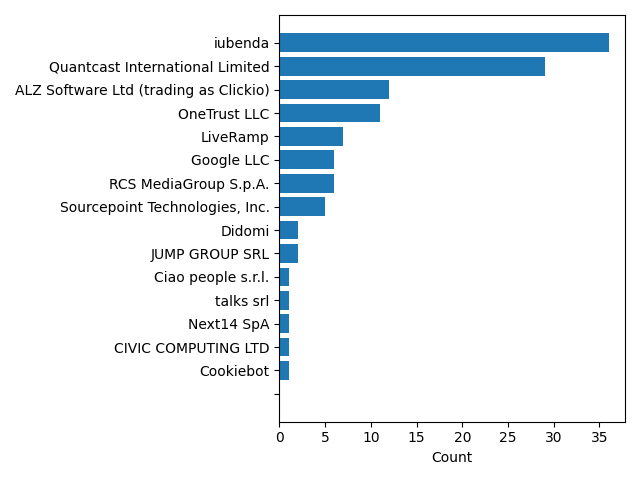 iubenda
Quantcast International Limited
ALZ Software Ltd (trading as Clickio)
OneTrust LLC
LiveRamp
Google LLC
RCS MediaGroup S.p.A.
Sourcepoint Technologies, Inc.
Didomi
JUMP GROUP SRL
Ciao people s.r.l.
talks srl
Next14 SpA
CIVIC COMPUTING LTD
Cookiebot
0 5 10 15 20 25 30 35
Count